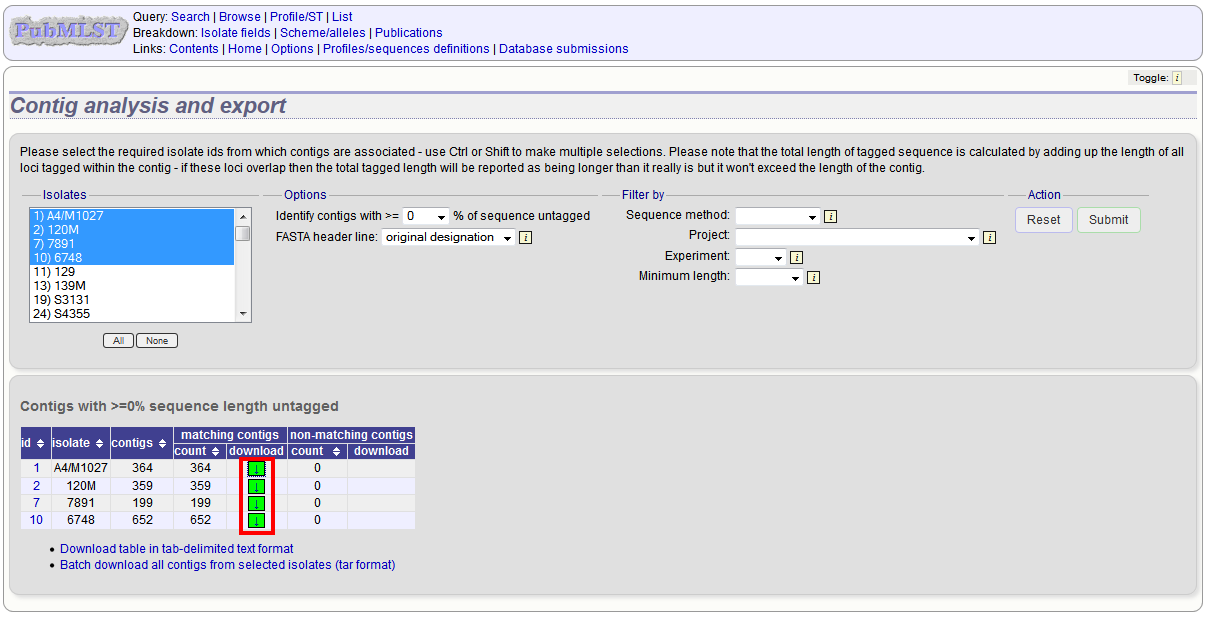 PubMLST
Query: Search | Browse | Profile/ST | List
Breakdown: Isolate fields | Scheme/alleles | Publications
Links: Contents | Home | Options | Profiles/sequences definitions | Database submissions
Toggle: i
Contig analysis and export
Please select the required isolate ids from which contigs are associated - use Ctrl or Shift to make multiple selections. Please note that the total length of tagged sequence is calculated by adding up the length of all
loci tagged within the contig - if these loci overlap then the total tagged length will be reported as being longer than it really is but it won't exceed the length of the contig.
Isolates
1) A4/M1027
2) 120M
7) 7891
10) 6748
11) 129
13) 139M
19) S3131
24) S4355
All None
Options
Identify contigs with >= 0 % of sequence untagged
FASTA header line: original designation i
Filter by
Sequence method: i
Project: i
Experiment: i
Minimum length: i
Action
Reset Submit
Contigs with >=0% sequence length untagged
id isolate contigs matching contigs non-matching contigs
count download count download
1 A4/M1027 364 364 ↓ 0
2 120M 359 359 ↓ 0
7 7891 199 199 ↓ 0
10 6748 652 652 ↓ 0
• Download table in tab-delimited text format
• Batch download all contigs from selected isolates (tar format)